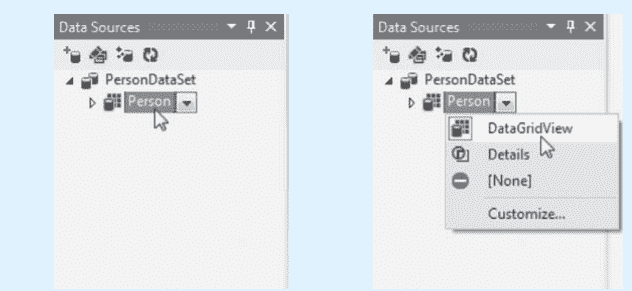 Data Sources
PersonDataSet
Person
Data Sources
PersonDataSet
Person
DataGridView
Details
[None]
Customize...